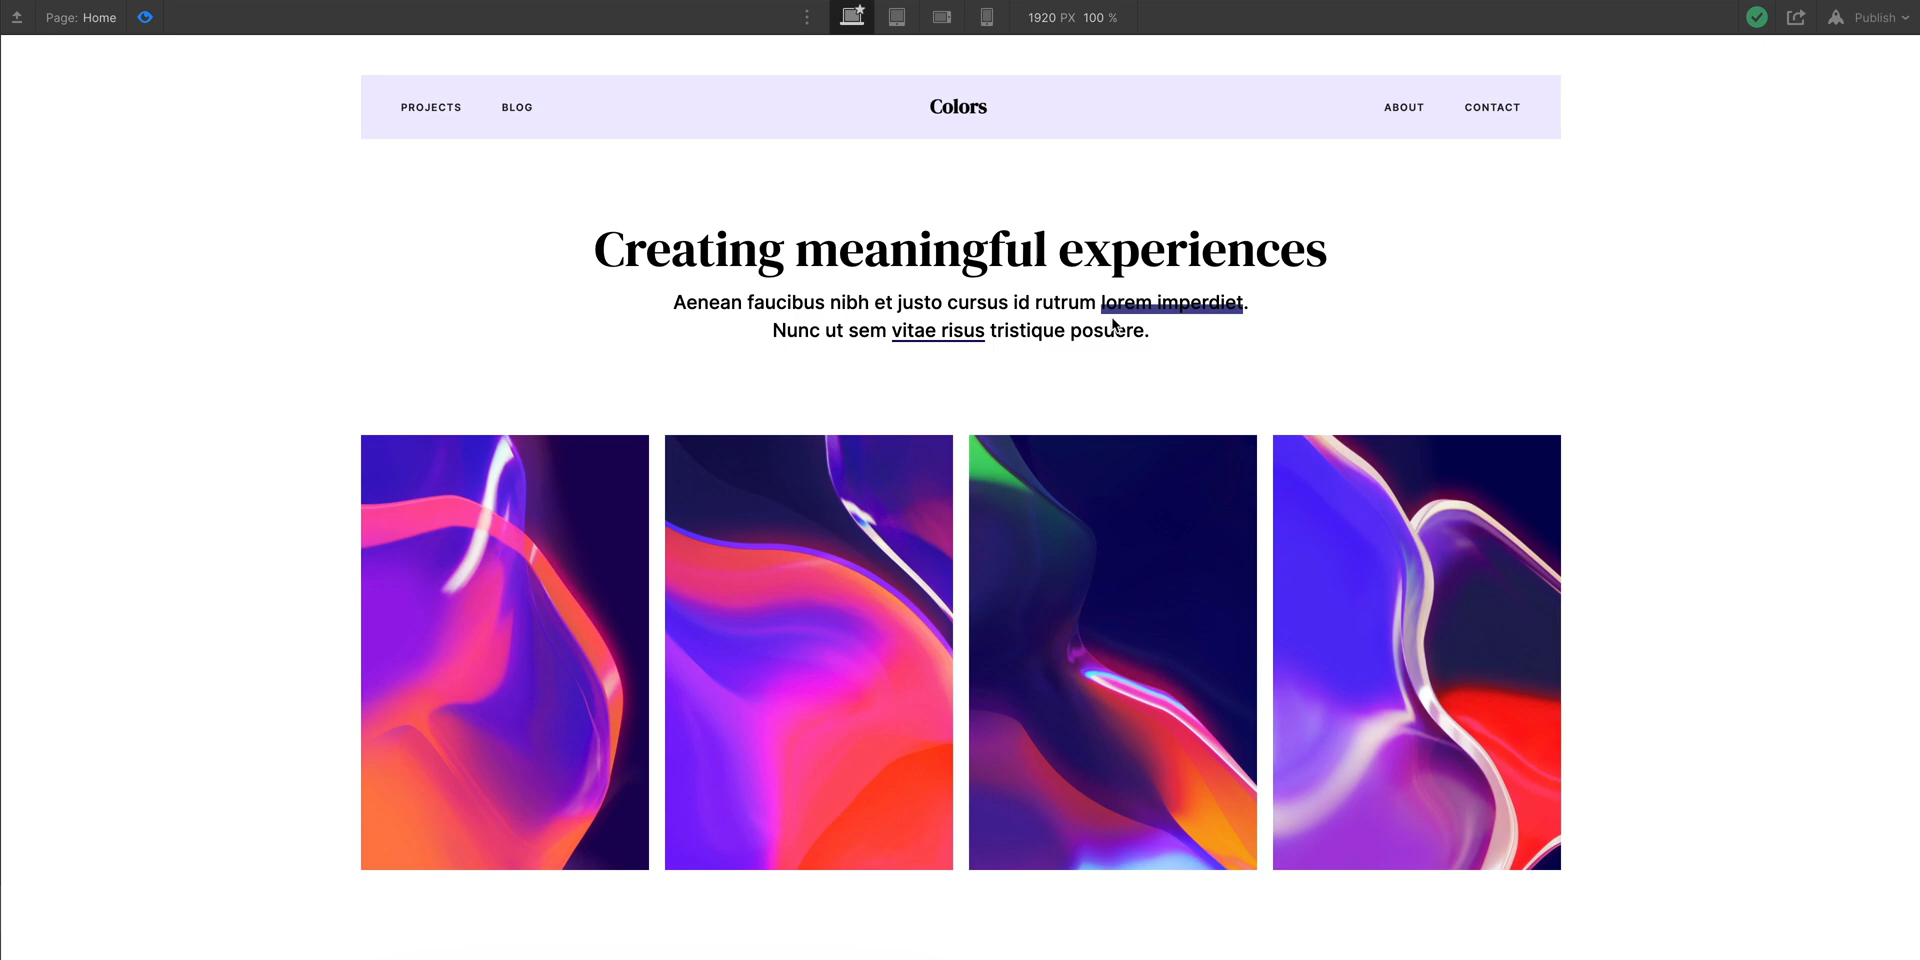 Page: Home
1920 PX 100 %
Publish
PROJECTS
BLOG
Colors
ABOUT
CONTACT
Creating meaningful experiences
Aenean faucibus nibh et justo cursus id rutrum lorem imperdiet.
Nunc ut sem vitae risus tristique posuere.